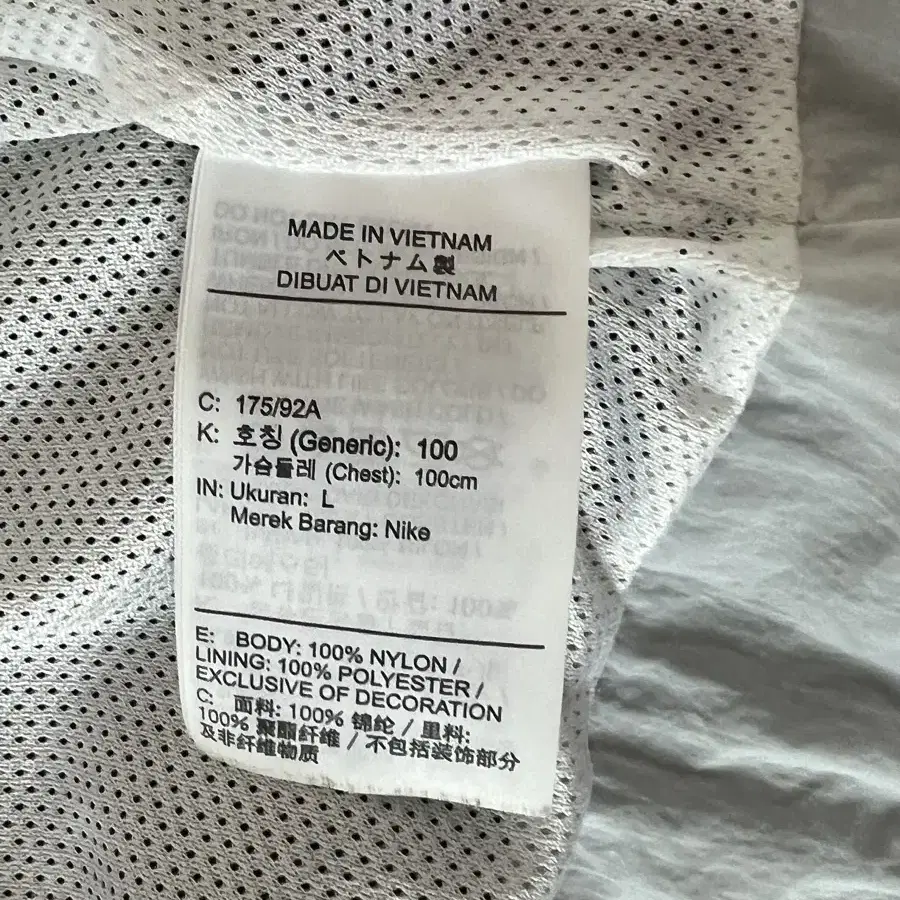 MADE IN VIETNAM
ベトナム製
DIBUAT DI VIETNAM
C: 175/92A
K: 호칭 (Generic): 100
가슴둘레 (Chest): 100cm
IN: Ukuran: L
Merek Barang: Nike
E: BODY: 100% NYLON /
LINING: 100% POLYESTER /
EXCLUSIVE OF DECORATION
C: 面料: 100% 锦纶 / 里料:
100% 聚酯纤维 / 不包括装饰部分
及非纤维物质